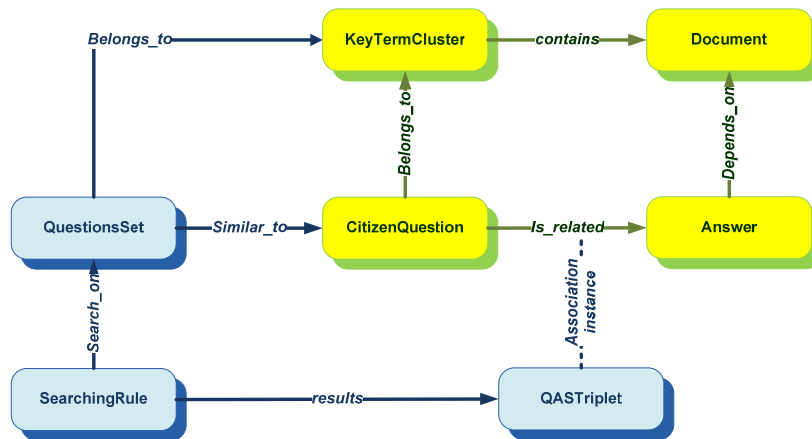 Belongs_to
KeyTermCluster
contains
Document
Belongs_to
Depends_on
QuestionsSet
Similar_to
CitizenQuestion
Is_related
Answer
Search_on
Association
instance
SearchingRule
results
QASTriplet